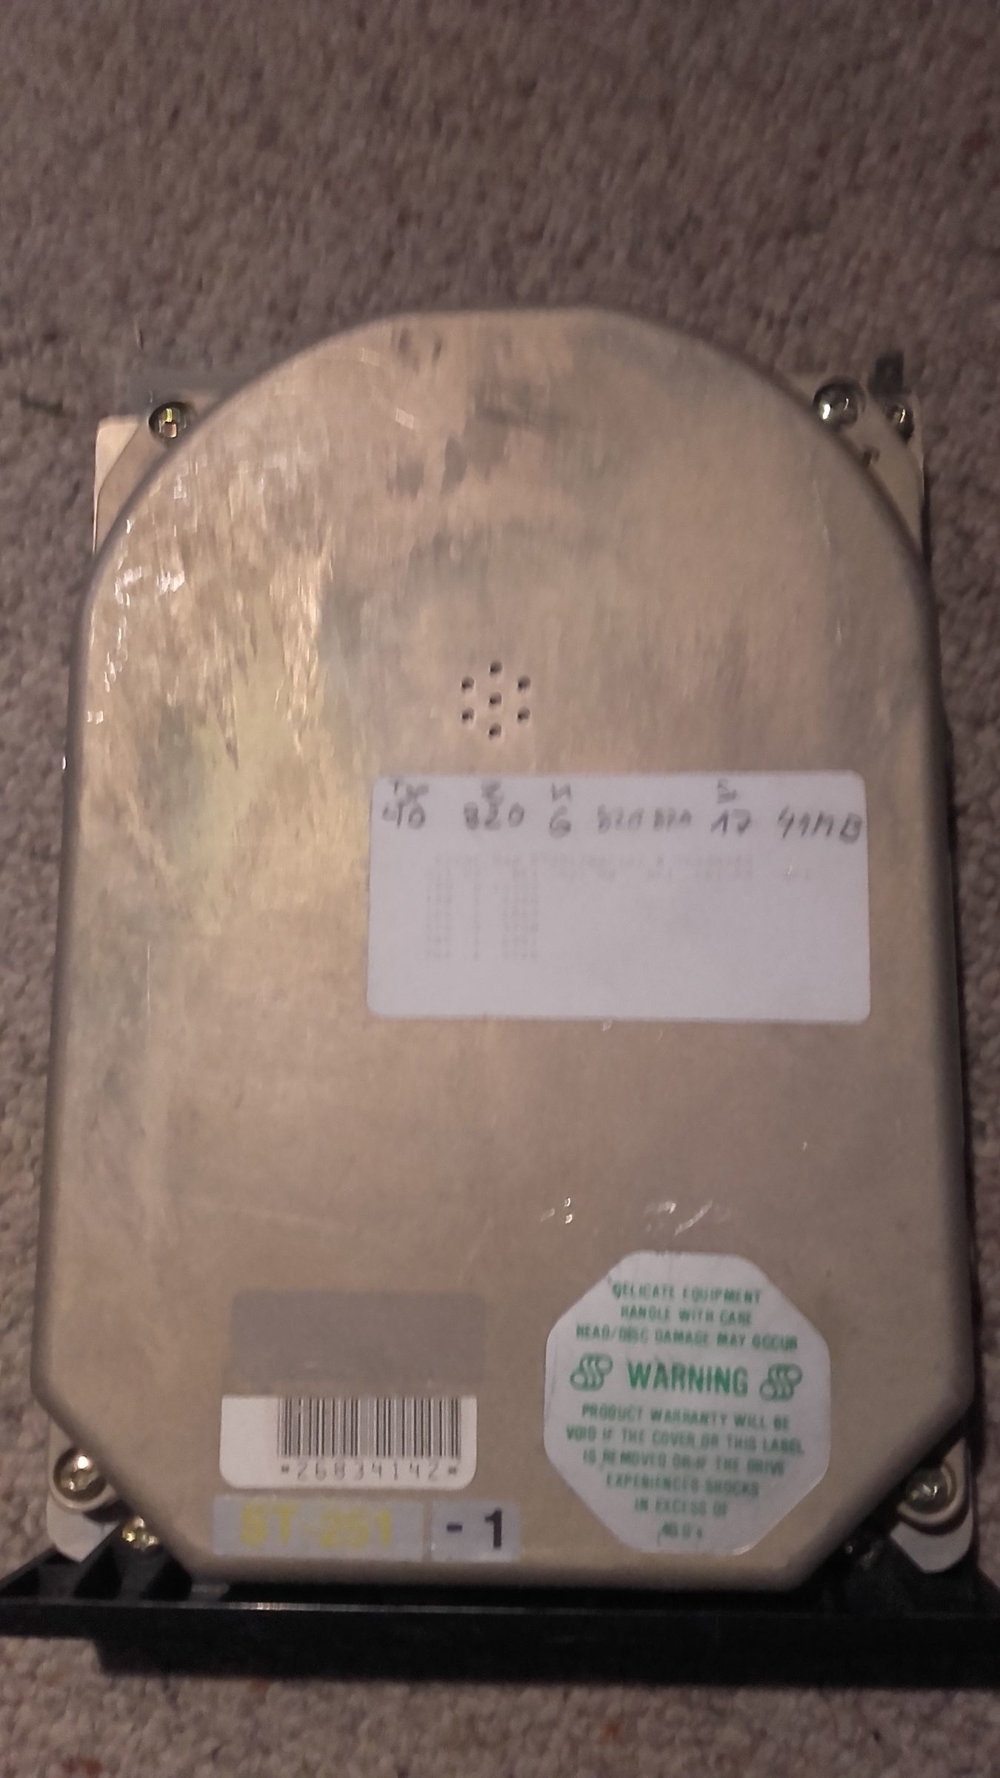 40 820 6 820 820 17 41MB
DELICATE EQUIPMENT
HANDLE WITH CARE
HEAD/DISC DAMAGE MAY OCCUR
WARNING
PRODUCT WARRANTY WILL BE
VOID IF THE COVER OR THIS LABEL
IS REMOVED OR IF THE DRIVE
EXPERIENCES SHOCKS
IN EXCESS OF
40 G's
*26834142*
ST-251 - 1